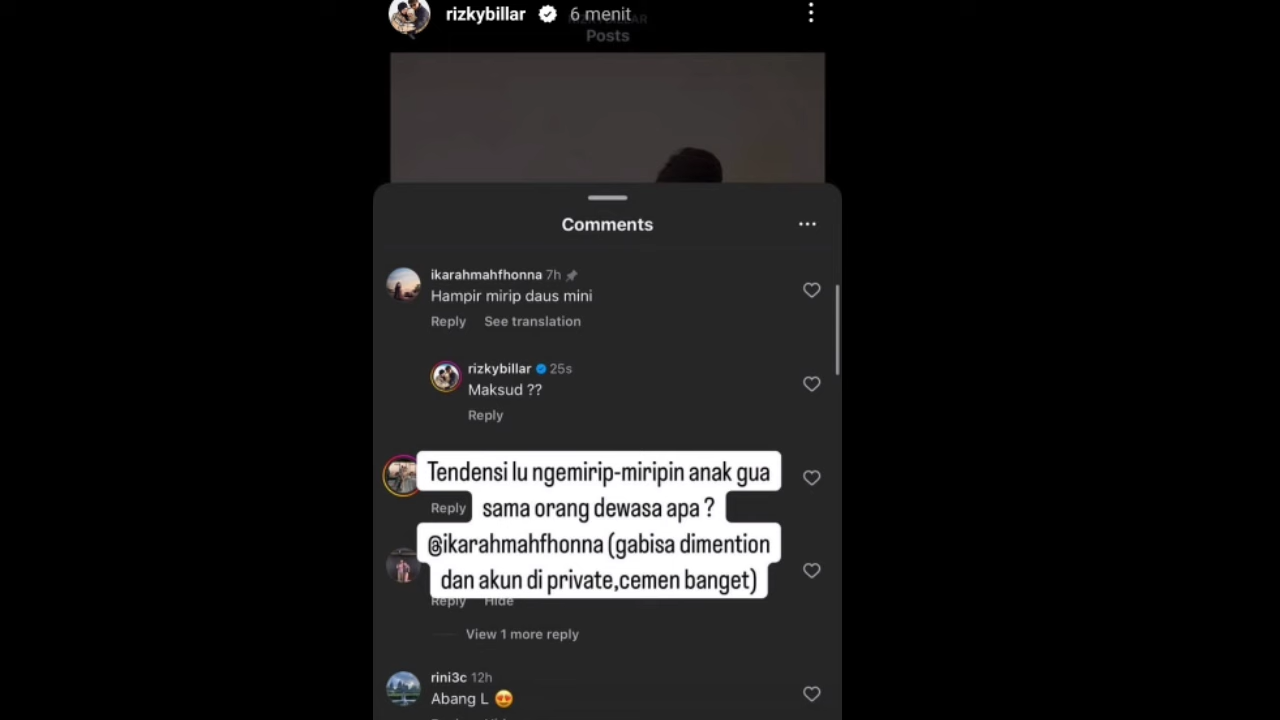 rizkybillar 6 menit
Posts
Comments
ikarahmahfhonna 7h
Hampir mirip daus mini
Reply See translation
rizkybillar 25s
Maksud ??
Reply
Tendensi lu ngemirip-miripin anak gua
Reply
sama orang dewasa apa ?
@ikarahmahfhonna (gabisa dimention
dan akun di private,cemen banget)
Reply Hide
View 1 more reply
rini3c 12h
Abang L 😍